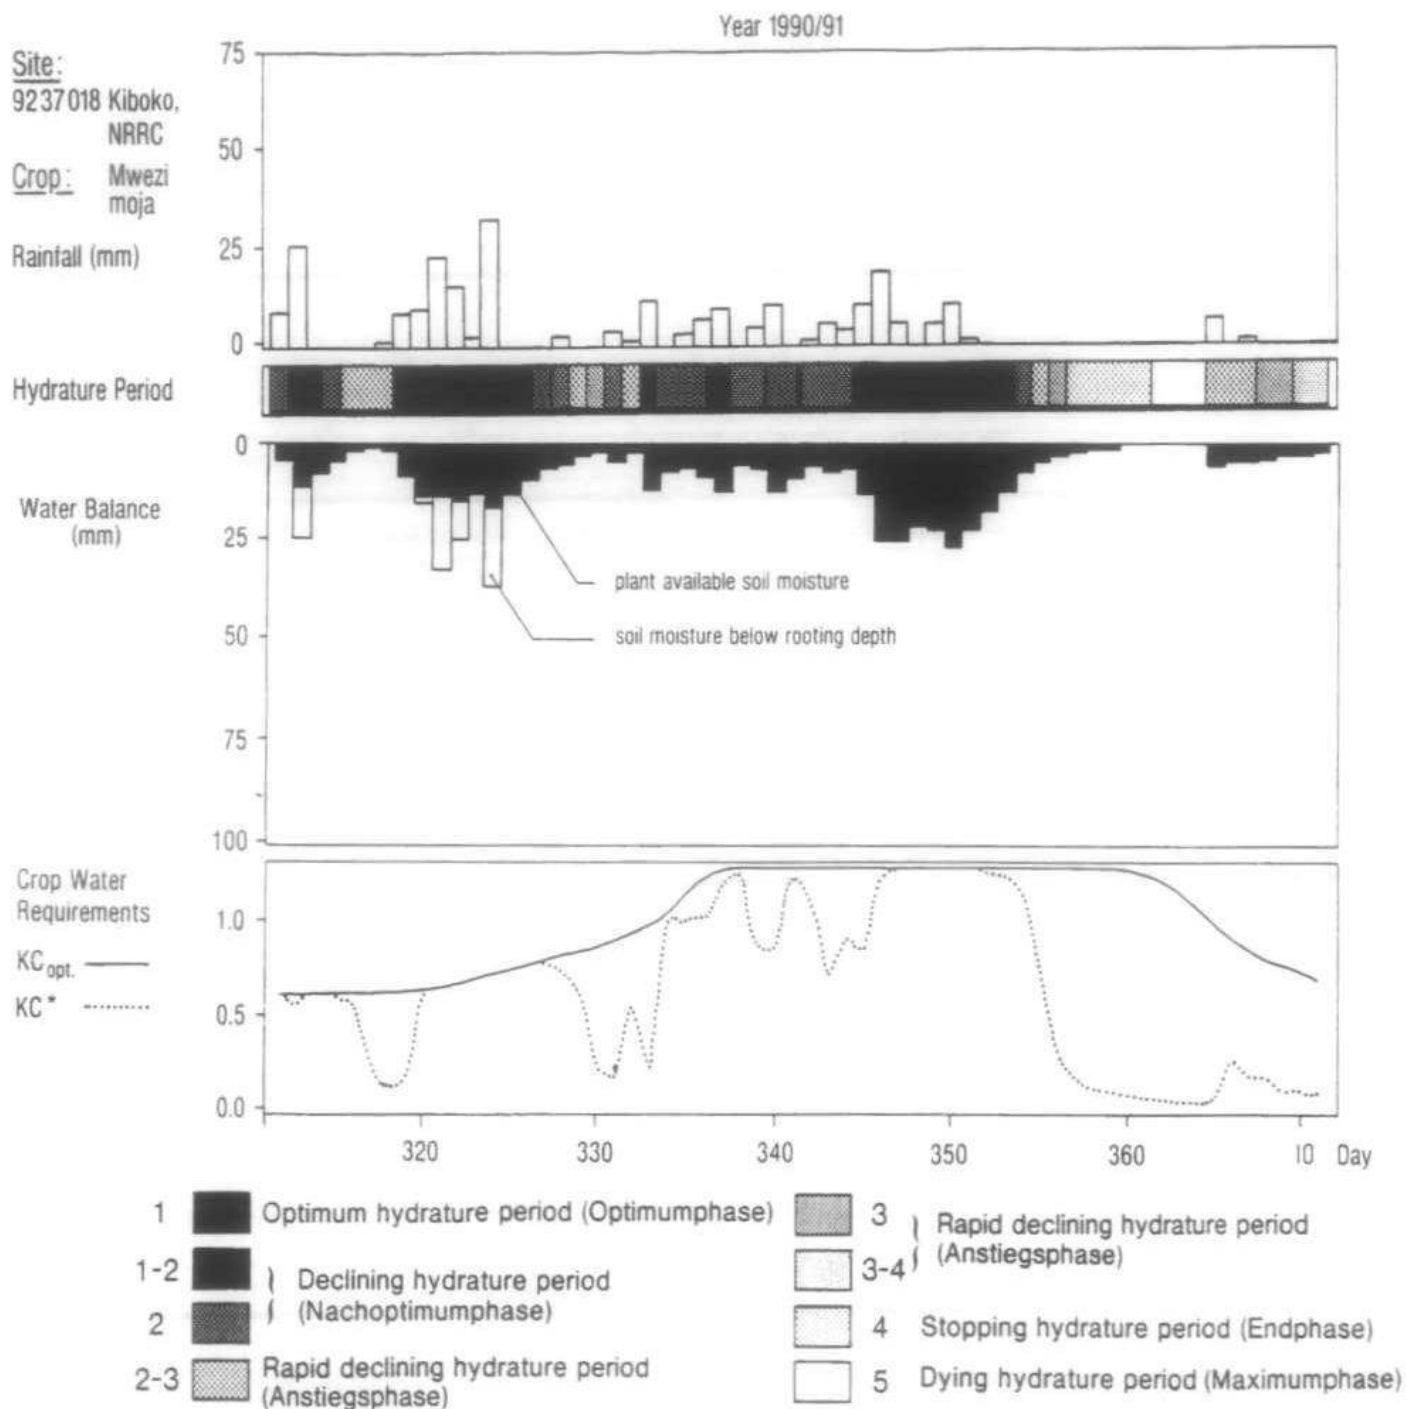 Year 1990/91
Site:
9237018 Kiboko,
NRRC
Crop: Mwezi
moja
Rainfall (mm)
75
50
25
0
Hydrature Period
Water Balance
(mm)
0
25
50
75
100
plant available soil moisture
soil moisture below rooting depth
Crop Water
Requirements
KC opt.
KC*
1.0
0.5
0.0
320 330 340 350 360 10 Day
1 Optimum hydrature period (Optimumphase)
1-2
2
Declining hydrature period
(Nachoptimumphase)
2-3 Rapid declining hydrature period
(Anstiegsphase)
3
3-4
Rapid declining hydrature period
(Anstiegsphase)
4 Stopping hydrature period (Endphase)
5 Dying hydrature period (Maximumphase)